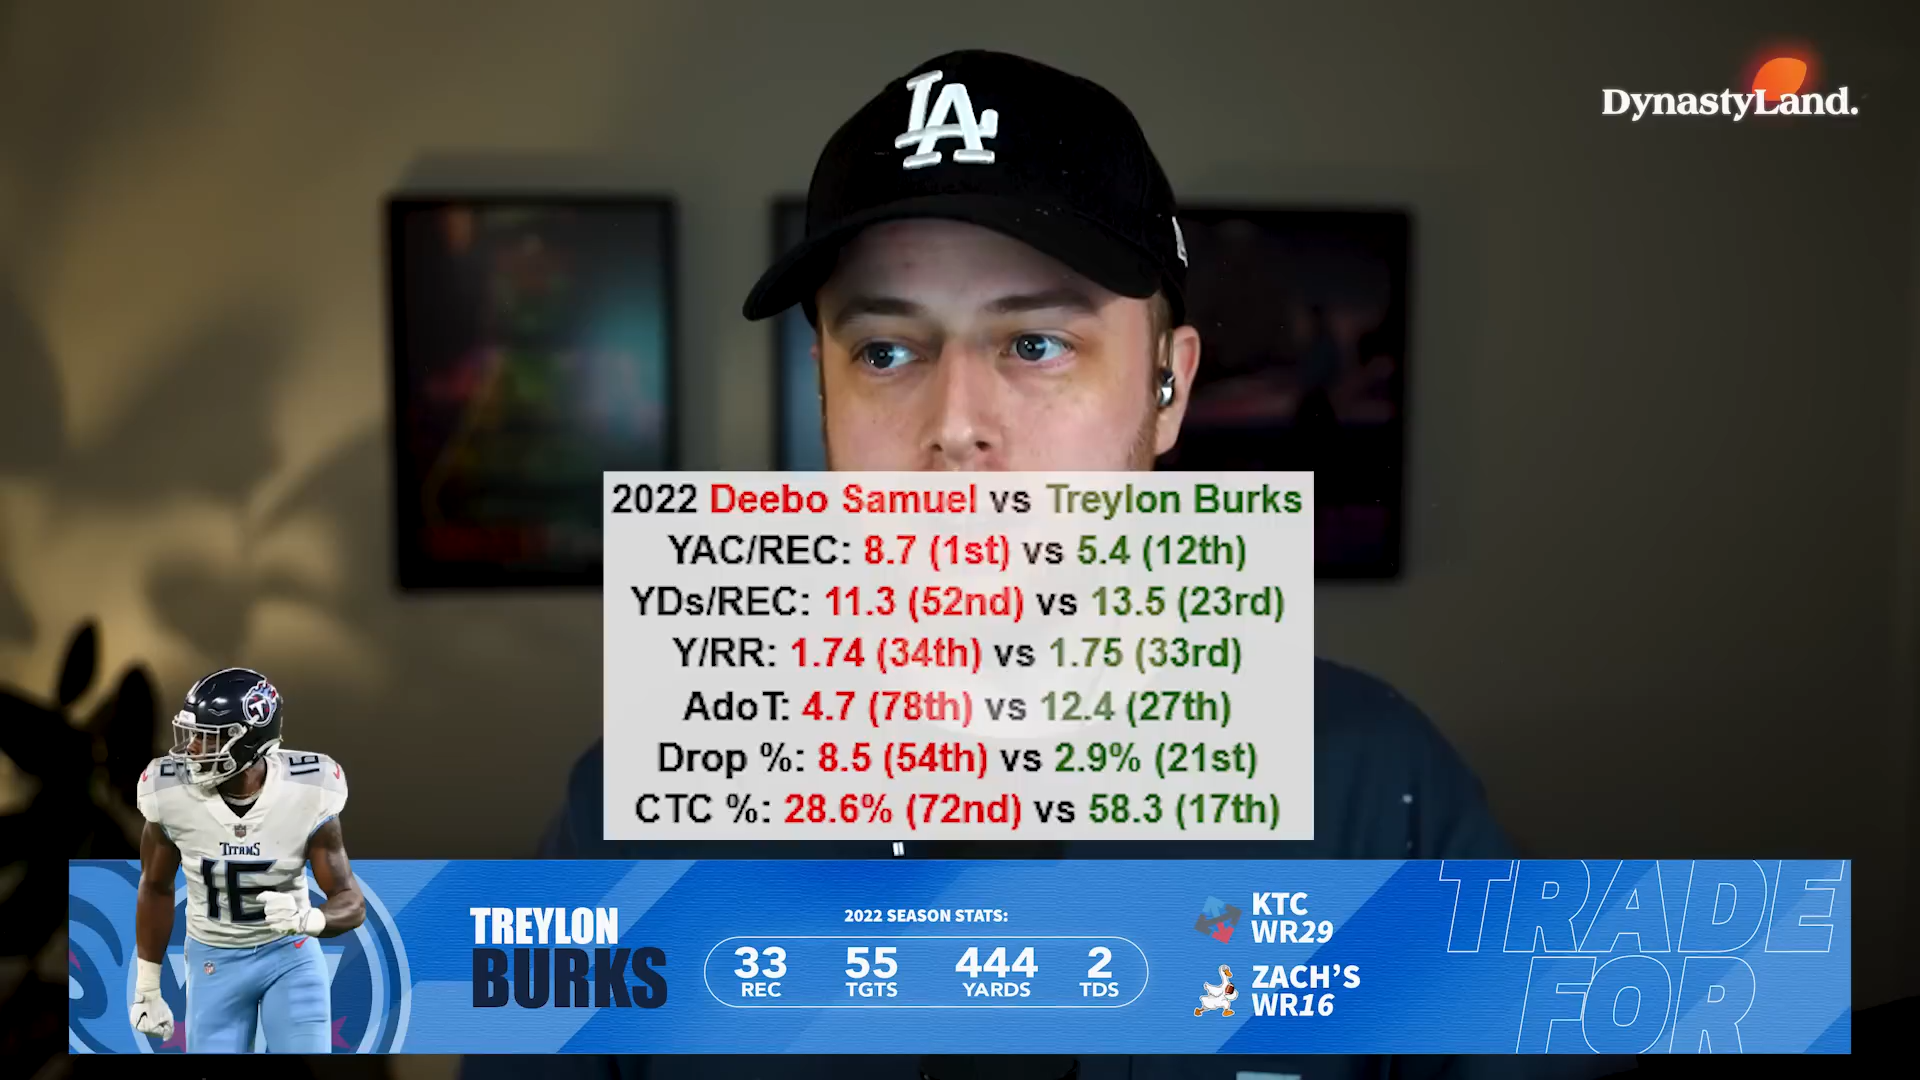 LA
DynastyLand.
2022 Deebo Samuel vs Treylon Burks
YAC/REC: 8.7 (1st) vs 5.4 (12th)
YDs/REC: 11.3 (52nd) vs 13.5 (23rd)
Y/RR: 1.74 (34th) vs 1.75 (33rd)
AdoT: 4.7 (78th) vs 12.4 (27th)
Drop %: 8.5 (54th) vs 2.9% (21st)
CTC %: 28.6% (72nd) vs 58.3 (17th)
16
TITANS
16
TREYLON
BURKS
2022 SEASON STATS:
33 55 444 2
REC TGTS YARDS TDS
KTC
WR29
ZACH'S
WR16
TRADE
FOR